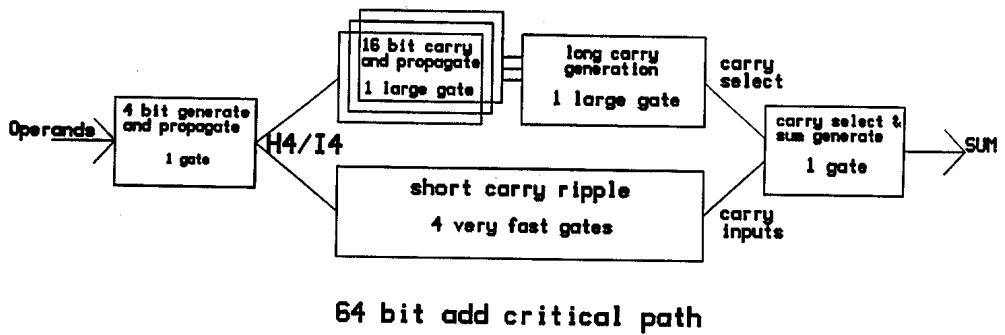 Operands
4 bit generate
and propagate
1 gate
H4/I4
16 bit carry
and propagate
1 large gate
long carry
generation
1 large gate
carry
select
short carry ripple
4 very fast gates
carry
inputs
carry select &
sum generate
1 gate
SUM
64 bit add critical path